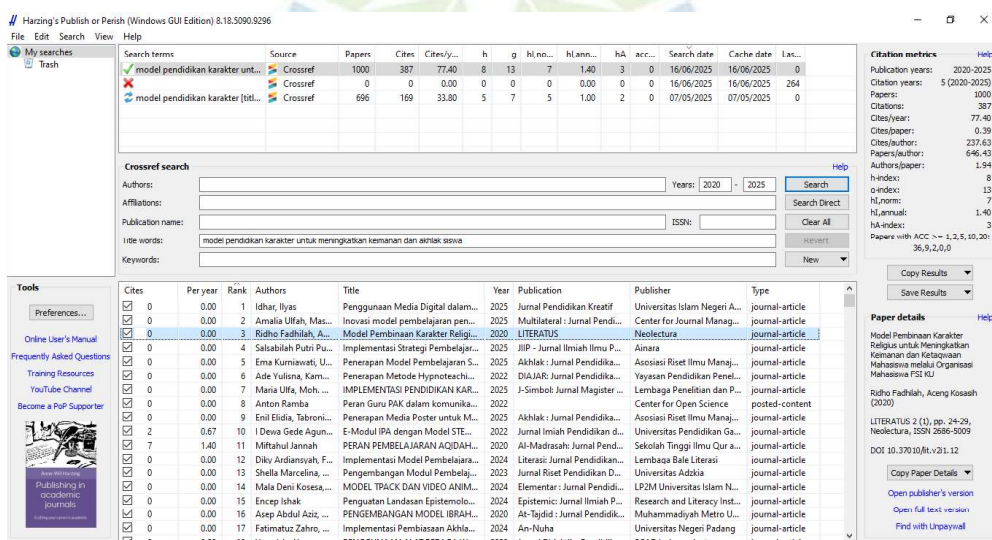 Harzing's Publish or Perish (Windows GUI Edition) 8.18.5090.9296
File Edit Search View Help
My searches
Trash
Search terms Source Papers Cites Cites/y... h g hI,no... hI,ann... hA acc... Search date Cache date Las...
model pendidikan karakter unt... Crossref 1000 387 77.40 8 13 7 1.40 3 0 16/06/2025 16/06/2025 0
Crossref 0 0 0.00 0 0 0 0.00 0 0 16/06/2025 16/06/2025 264
model pendidikan karakter [titl... Crossref 696 169 33.80 5 7 5 1.00 2 0 07/05/2025 07/05/2025 0
Crossref search Help
Authors: Years: 2020 - 2025 Search
Affiliations: Search Direct
Publication name: ISSN: Clear All
Title words: model pendidikan karakter untuk meningkatkan keimanan dan akhlak siswa Revert
Keywords: New
Tools
Preferences...
Online User's Manual
Frequently Asked Questions
Training Resources
YouTube Channel
Become a PoP Supporter
Anne-Wil Harzing
Publishing in
academic
journals
Cites Per year Rank Authors Title Year Publication Publisher Type
0 0.00 1 Idhar, Ilyas Penggunaan Media Digital dalam... 2025 Jurnal Pendidikan Kreatif Universitas Islam Negeri A... journal-article
0 0.00 2 Amalia Ulfah, Mas... Inovasi model pembelajaran pen... 2025 Multilateral : Jurnal Pendi... Center for Journal Manag... journal-article
0 0.00 3 Ridho Fadhilah, A... Model Pembinaan Karakter Religi... 2020 LITERATUS Neolectura journal-article
0 0.00 4 Salsabilah Putri Pu... Implementasi Strategi Pembelajar... 2025 JIIP - Jurnal Ilmiah Ilmu P... Ainara journal-article
0 0.00 5 Ema Kurniawati, U... Penerapan Model Pembelajaran S... 2025 Akhlak : Jurnal Pendidika... Asosiasi Riset Ilmu Manaj... journal-article
0 0.00 6 Ade Yulisna, Kam... Penerapan Metode Hypnoteachi... 2022 DIAJAR: Jurnal Pendidika... Yayasan Pendidikan Penel... journal-article
0 0.00 7 Maria Ulfa, Moh. ... IMPLEMENTASI PENDIDIKAN KAR... 2025 J-Simbol: Jurnal Magister ... Lembaga Penelitian dan P... journal-article
0 0.00 8 Anton Ramba Peran Guru PAK dalam komunika... 2022 Center for Open Science posted-content
0 0.00 9 Enil Elidia, Tabroni... Penerapan Media Poster untuk M... 2025 Akhlak : Jurnal Pendidika... Asosiasi Riset Ilmu Manaj... journal-article
2 0.67 10 I Dewa Gede Agun... E-Modul IPA dengan Model STE... 2022 Jurnal Imiah Pendidikan d... Universitas Pendidikan Ga... journal-article
7 1.40 11 Miftahul Jannah PERAN PEMBELAJARAN AQIDAH... 2020 Al-Madrasah: Jurnal Pend... Sekolah Tinggi Ilmu Qur a... journal-article
0 0.00 12 Diky Ardiansyah, F... Implementasi Model Pembelajara... 2024 Literasi: Jurnal Pendidikan... Lembaga Bale Literasi journal-article
0 0.00 13 Shella Marcelina, ... Pengembangan Modul Pembelaj... 2023 Jurnal Riset Pendidikan D... Universitas Adzkia journal-article
0 0.00 14 Mala Deni Kosesa,... MODEL TPACK DAN VIDEO ANIM... 2024 Elementar : Jurnal Pendidi... LP2M Universitas Islam N... journal-article
0 0.00 15 Encep Ishak Penguatan Landasan Epistemolo... 2024 Epistemic: Jurnal Ilmiah P... Research and Literacy Inst... journal-article
0 0.00 16 Asep Abdul Aziz, ... PENGEMBANGAN MODEL IBRAH... 2020 At-Tajdid : Jurnal Pendidik... Muhammadiyah Metro U... journal-article
0 0.00 17 Fatimatuz Zahro, ... Implementasi Pembiasaan Akhla... 2024 An-Nuha Universitas Negeri Padang journal-article
Citation metrics Help
Publication years: 2020-2025
Citation years: 5 (2020-2025)
Papers: 1000
Citations: 387
Cites/year: 77.40
Cites/paper: 0.39
Cites/author: 237.63
Papers/author: 646.43
Authors/paper: 1.94
h-index: 8
g-index: 13
hI,norm: 7
hI,annual: 1.40
hA-index: 3
Papers with ACC >= 1,2,5,10,20:
36,9,2,0,0
Copy Results
Save Results
Paper details Help
Model Pembinaan Karakter
Religius untuk Meningkatkan
Keimanan dan Ketaqwaan
Mahasiswa melalui Organisasi
Mahasiswa FSI KU
Ridho Fadhilah, Aceng Kosasih
(2020)
LITERATUS 2 (1), pp. 24-29,
Neolectura, ISSN 2686-5009
DOI 10.37010/lit.v2i1.12
Copy Paper Details
Open publisher's version
Open full text version
Find with Unpaywall